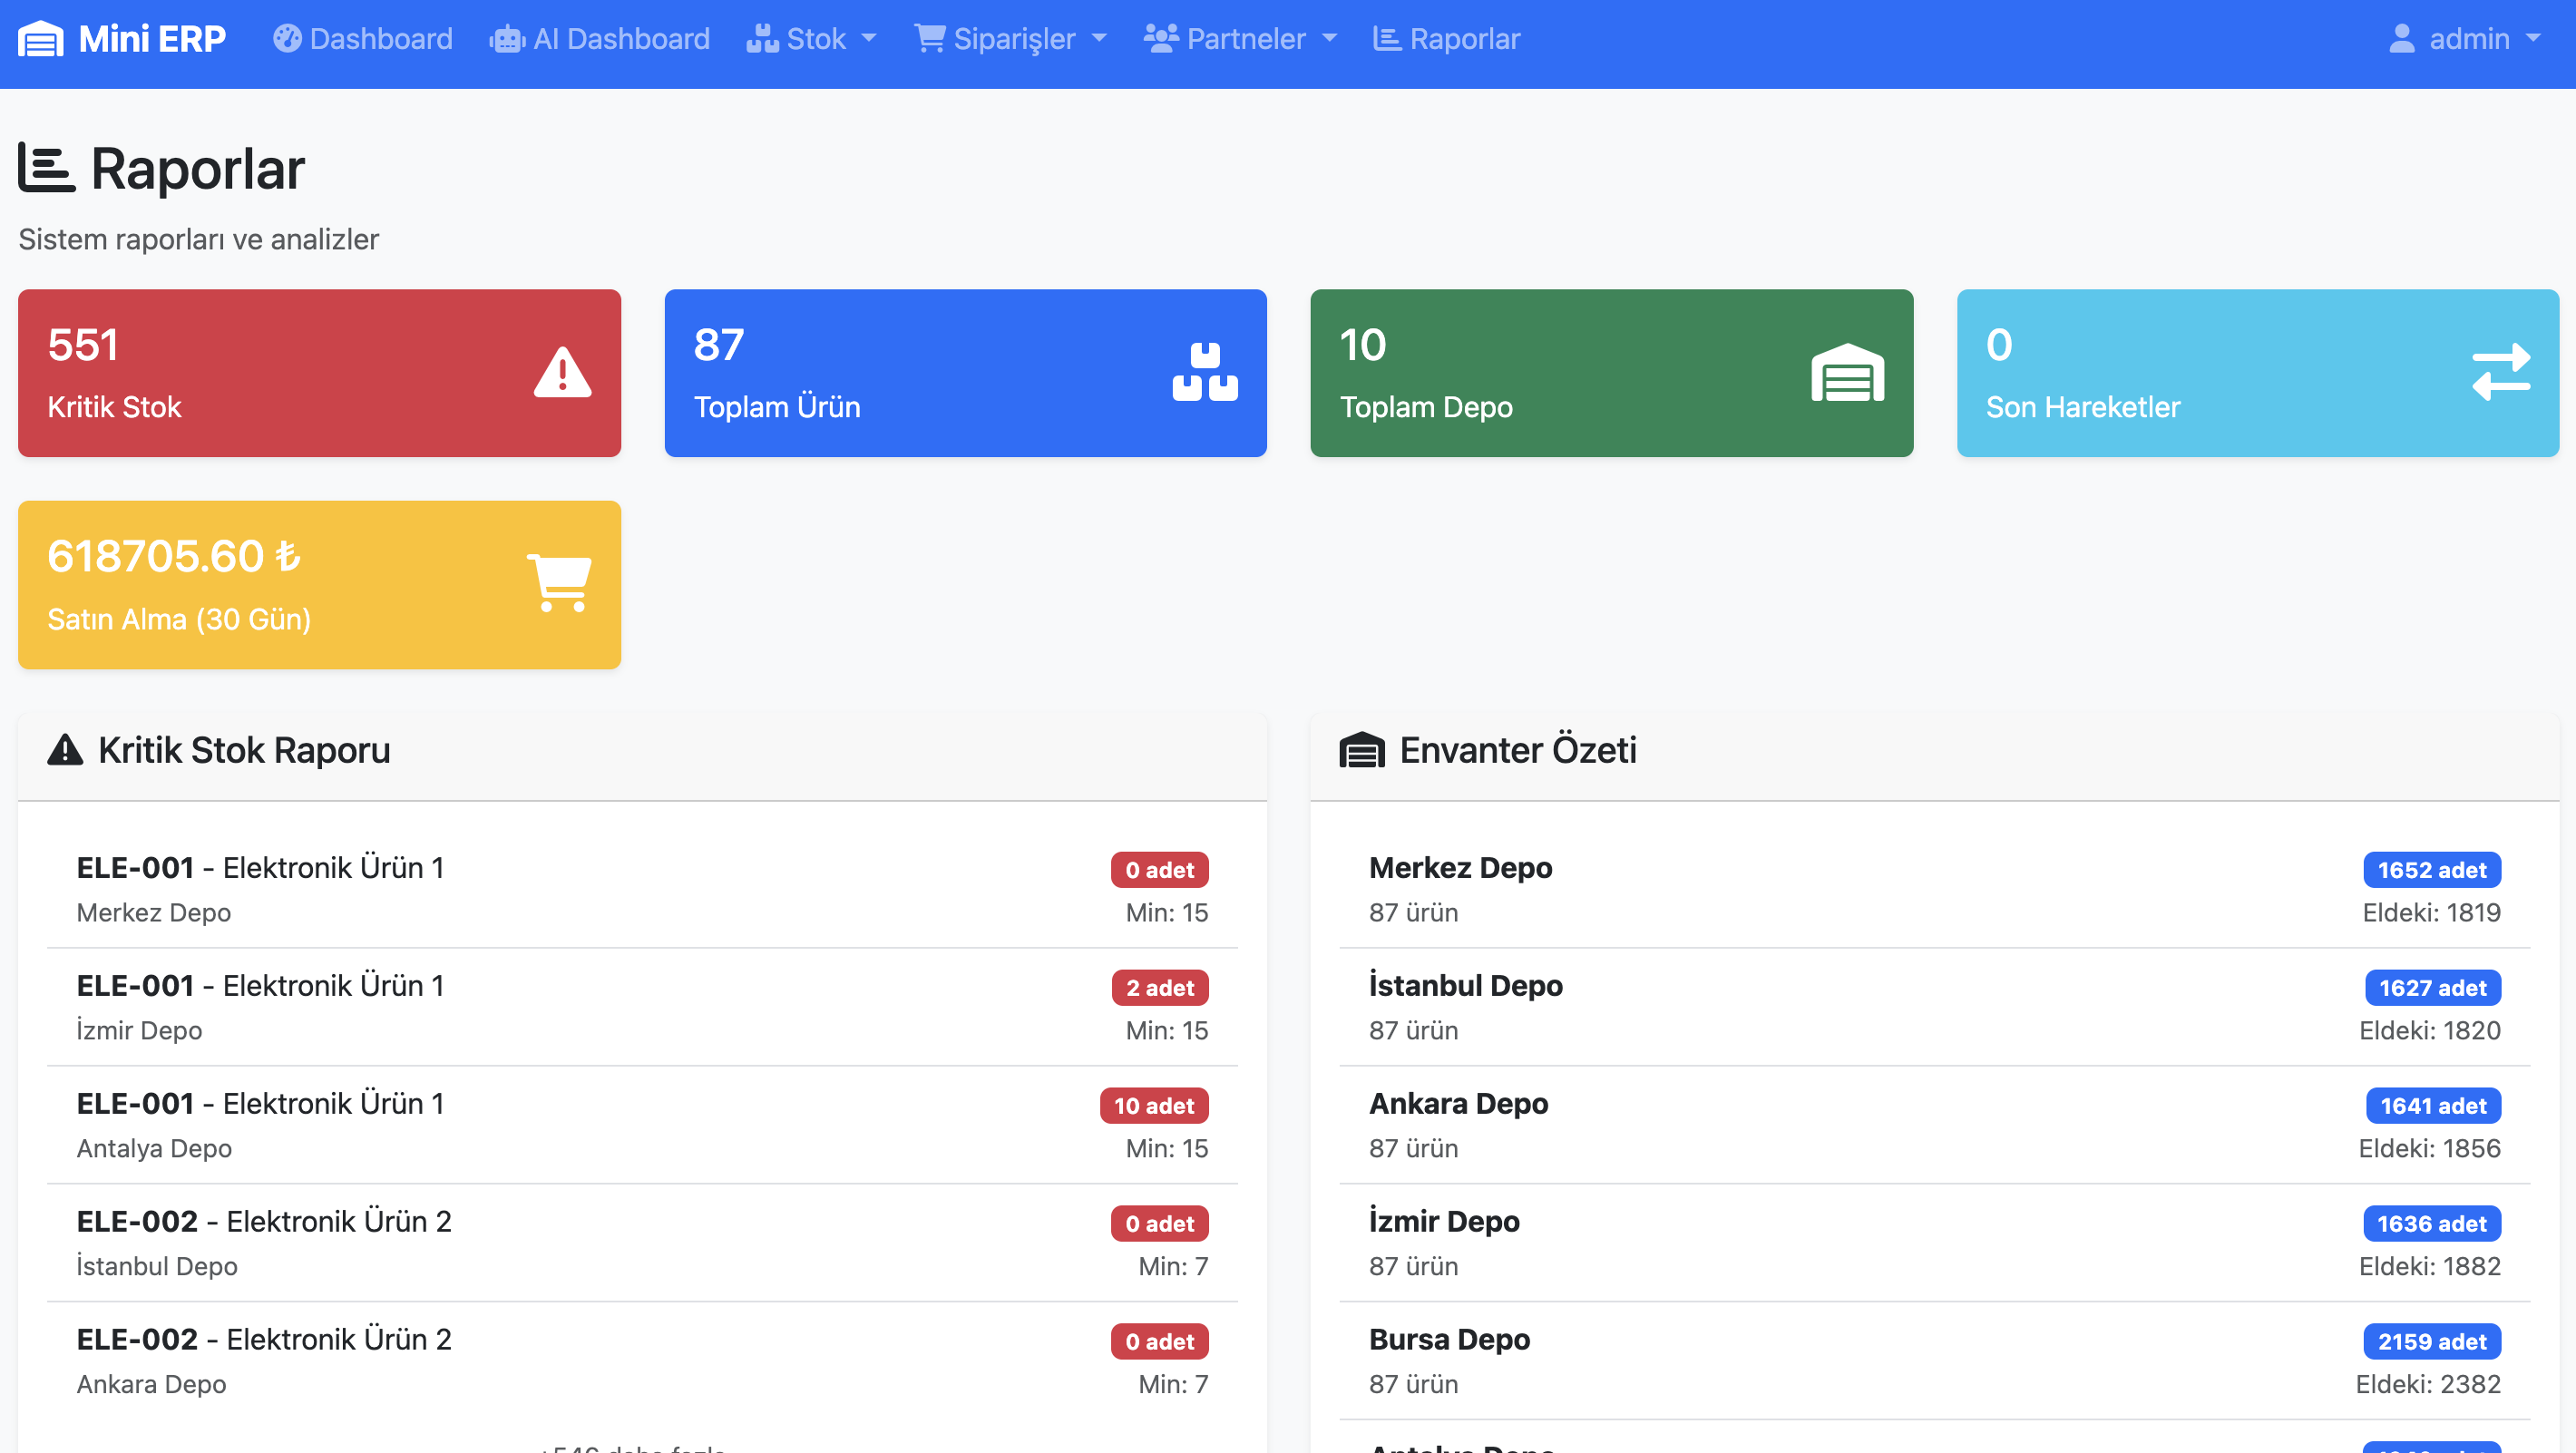 Mini ERP Dashboard AI Dashboard Stok Siparişler Partneler Raporlar admin
Raporlar
Sistem raporları ve analizler
551
Kritik Stok
87
Toplam Ürün
10
Toplam Depo
0
Son Hareketler
618705.60 ₺
Satın Alma (30 Gün)
Kritik Stok Raporu
ELE-001 - Elektronik Ürün 1 0 adet
Merkez Depo Min: 15
ELE-001 - Elektronik Ürün 1 2 adet
İzmir Depo Min: 15
ELE-001 - Elektronik Ürün 1 10 adet
Antalya Depo Min: 15
ELE-002 - Elektronik Ürün 2 0 adet
İstanbul Depo Min: 7
ELE-002 - Elektronik Ürün 2 0 adet
Ankara Depo Min: 7
Envanter Özeti
Merkez Depo 1652 adet
87 ürün Eldeki: 1819
İstanbul Depo 1627 adet
87 ürün Eldeki: 1820
Ankara Depo 1641 adet
87 ürün Eldeki: 1856
İzmir Depo 1636 adet
87 ürün Eldeki: 1882
Bursa Depo 2159 adet
87 ürün Eldeki: 2382